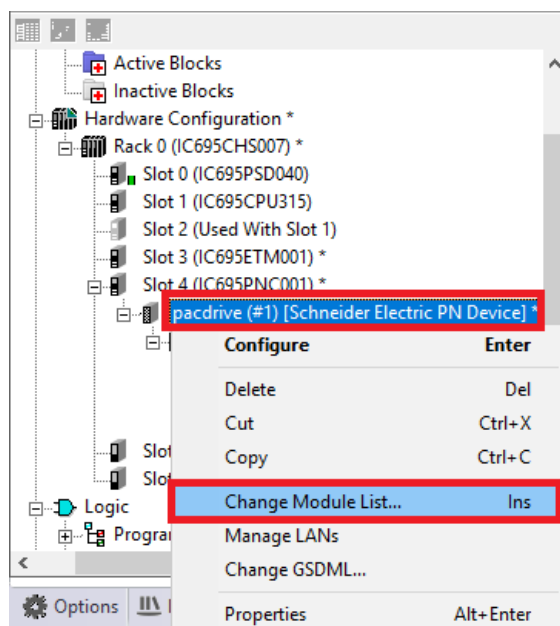 Active Blocks
Inactive Blocks
Hardware Configuration *
Rack 0 (IC695CHS007) *
Slot 0 (IC695PSD040)
Slot 1 (IC695CPU315)
Slot 2 (Used With Slot 1)
Slot 3 (IC695ETM001) *
Slot 4 (IC695PNC001) *
pacdrive (#1) [Schneider Electric PN Device] *
Configure Enter
Delete Del
Cut Ctrl+X
Copy Ctrl+C
Slot
Slot
Change Module List... Ins
Logic
Manage LANs
Change GSDML...
Options
Properties Alt+Enter